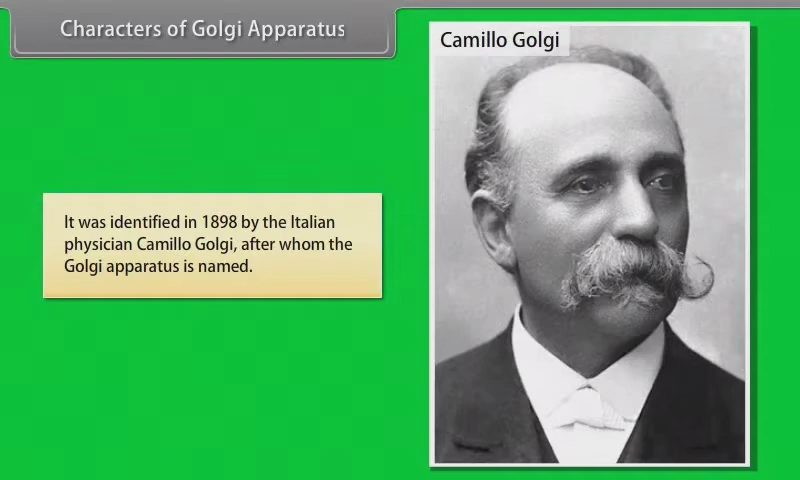 Characters of Golgi Apparatus
Camillo Golgi
It was identified in 1898 by the Italian
physician Camillo Golgi, after whom the
Golgi apparatus is named.